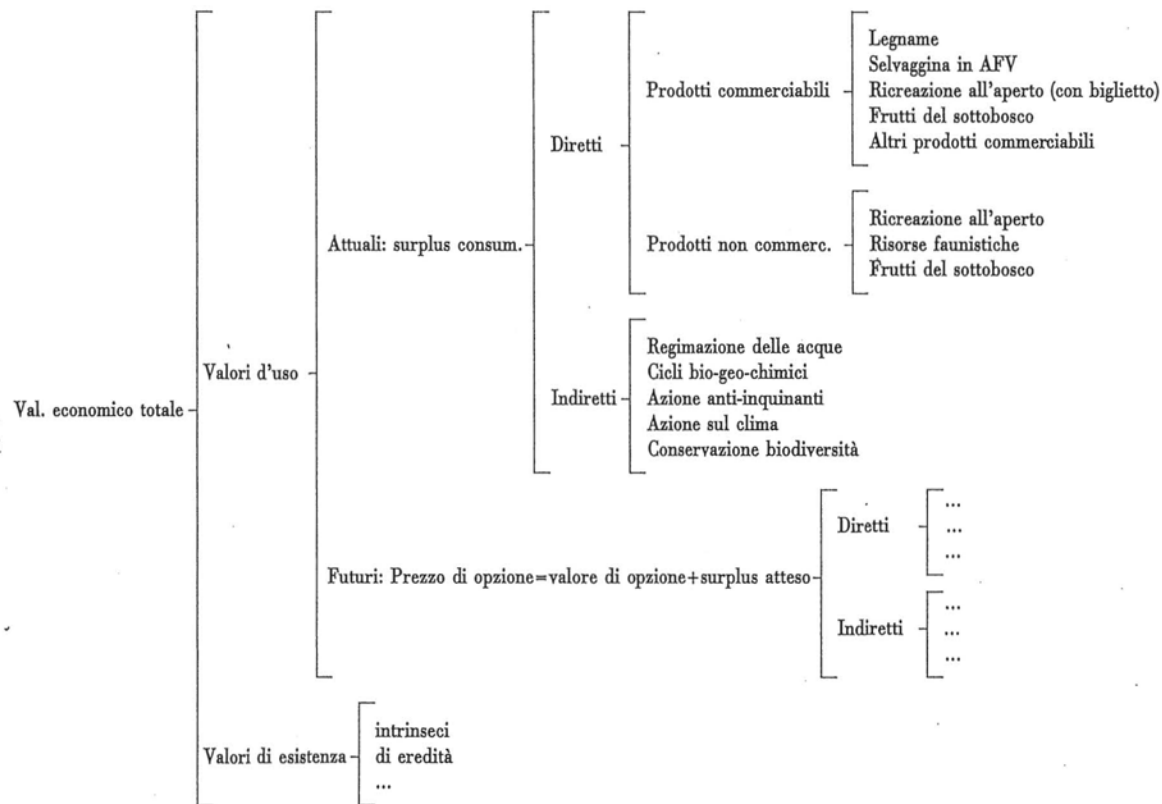 Legname
Selvaggina in AFV
Prodotti commerciabili
Ricreazione all'aperto (con biglietto)
Frutti del sottobosco
Altri prodotti commerciabili
Diretti
Ricreazione all'aperto
Attuali: surplus consum.
Prodotti non commerc.
Risorse faunistiche
Frutti del sottobosco
Regimazione delle acque
Cicli bio-geo-chimici
Valori d'uso
Indiretti
Azione anti-inquinanti
Val. economico totale
Azione sul clima
Conservazione biodiversità
...
Diretti
...
...
Futuri: Prezzo di opzione=valore di opzione+surplus atteso
...
Indiretti
...
...
intrinseci
Valori di esistenza
di eredità
...